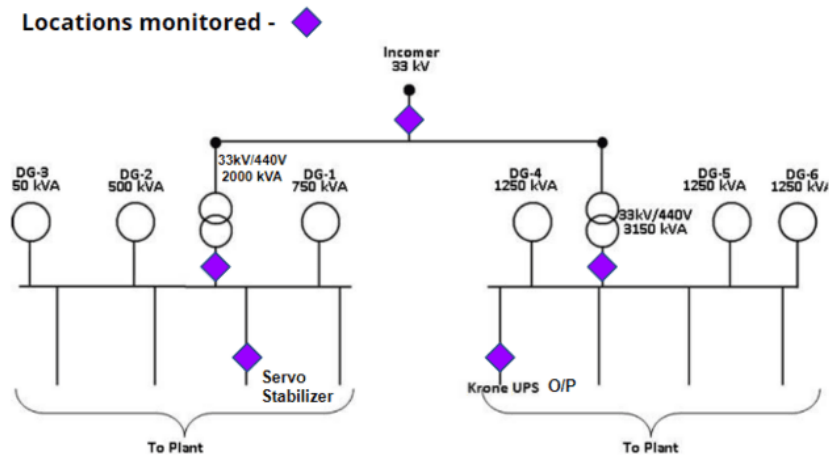 Locations monitored -
Incomer
33 kV
33kV/440V
2000 kVA
DG-3
50 kVA
DG-2
500 kVA
DG-1
750 kVA
DG-4
1250 kVA
33kV/440V
3150 kVA
DG-5
1250 kVA
DG-6
1250 kVA
Servo
Stabilizer
Krone UPS O/P
To Plant
To Plant